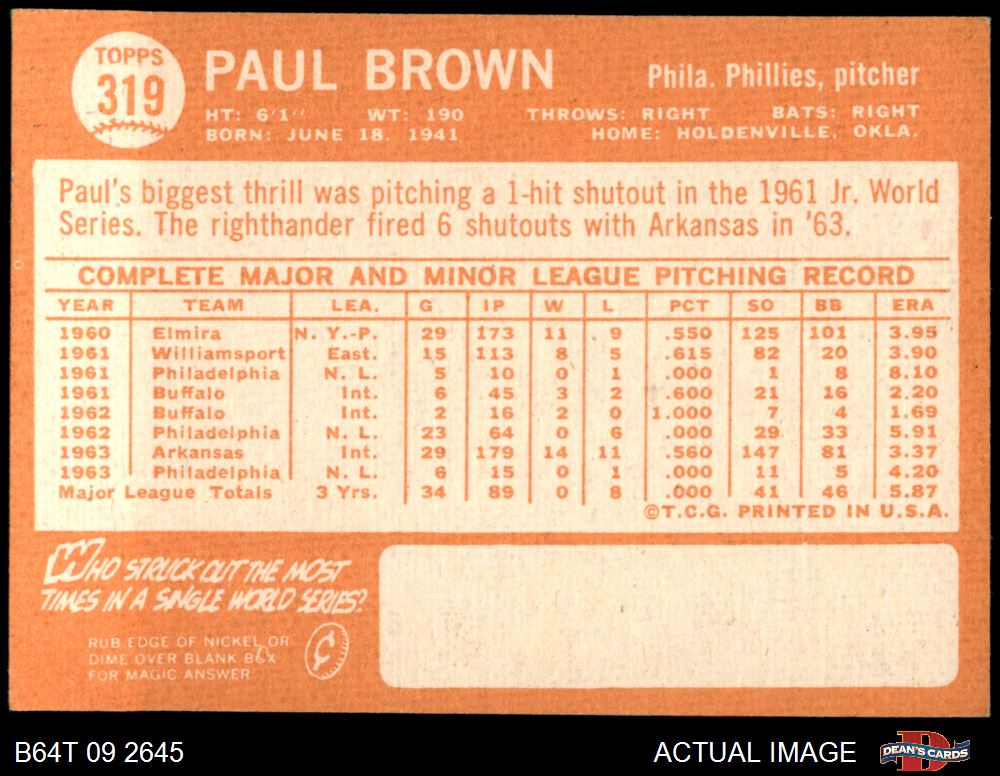 TOPPS
319
PAUL BROWN
Phila. Phillies, pitcher
HT: 6'1" WT: 190 THROWS: RIGHT BATS: RIGHT
BORN: JUNE 18, 1941 HOME: HOLDENVILLE, OKLA.
Paul's biggest thrill was pitching a 1-hit shutout in the 1961 Jr. World
Series. The righthander fired 6 shutouts with Arkansas in '63.
COMPLETE MAJOR AND MINOR LEAGUE PITCHING RECORD
YEAR TEAM LEA. G IP W L PCT SO BB ERA
1960 Elmira N. Y.-P. 29 173 11 9 .550 125 101 3.95
1961 Williamsport East. 15 113 8 5 .615 82 20 3.90
1961 Philadelphia N. L. 5 10 0 1 .000 1 8 8.10
1961 Buffalo Int. 6 45 3 2 .600 21 16 2.20
1962 Buffalo Int. 2 16 2 0 1.000 7 4 1.69
1962 Philadelphia N. L. 23 64 0 6 .000 29 33 5.91
1963 Arkansas Int. 29 179 14 11 .560 147 81 3.37
1963 Philadelphia N. L. 6 15 0 1 .000 11 5 4.20
Major League Totals 3 Yrs. 34 89 0 8 .000 41 46 5.87
©T.C.G. PRINTED IN U.S.A.
WHO STRUCK OUT THE MOST
TIMES IN A SINGLE WORLD SERIES?
RUB EDGE OF NICKEL OR
DIME OVER BLANK BOX
FOR MAGIC ANSWER
¢
B64T 09 2645
ACTUAL IMAGE
D
DEAN'S CARDS